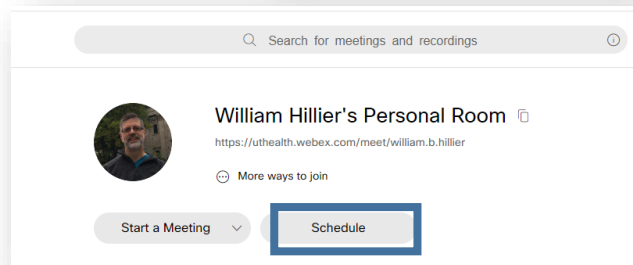 Search for meetings and recordings
William Hillier's Personal Room
https://uthealth.webex.com/meet/william.b.hillier
More ways to join
Start a Meeting
Schedule